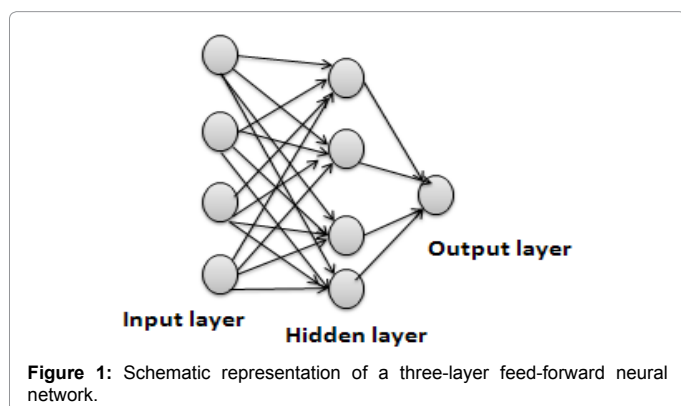 Output layer
Input layer
Hidden layer
Figure 1: Schematic representation of a three-layer feed-forward neural
network.